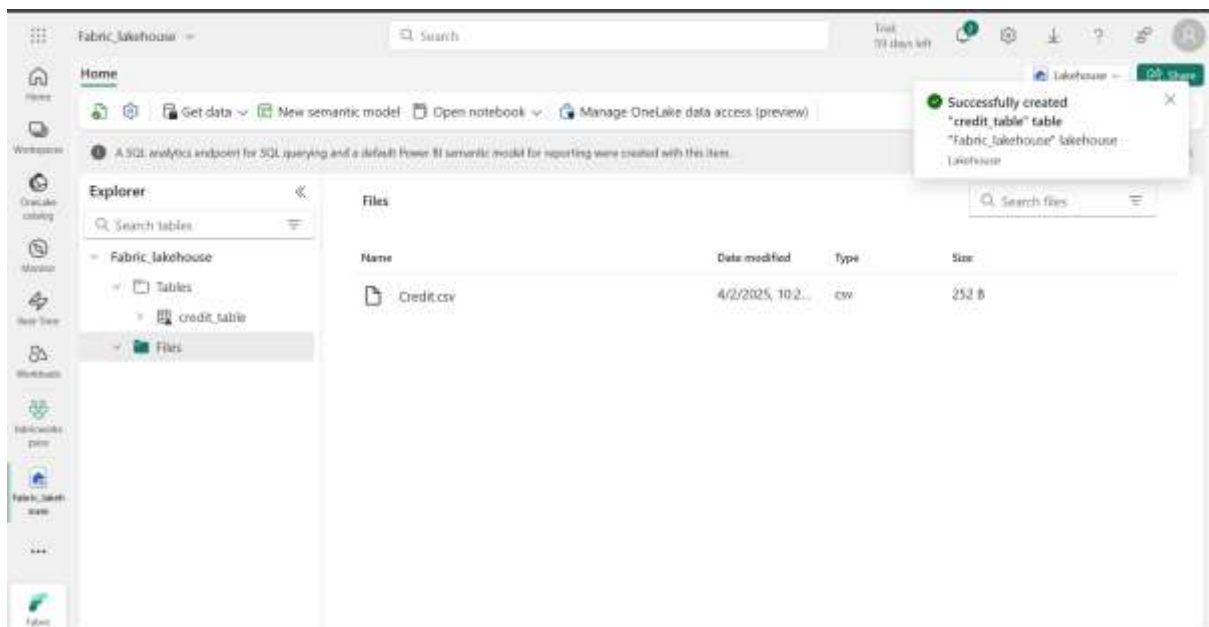 Fabric_lakehouse
Search
Trial
59 days left
Home
Home
Lakehouse
Share
Get data
New semantic model
Open notebook
Manage OneLake data access (preview)
Successfully created
"credit_table" table
"Fabric_lakehouse" lakehouse
Lakehouse
A SQL analytics endpoint for SQL querying and a default Power BI semantic model for reporting were created with this item.
Workspaces
OneLake
catalog
Monitor
Real-Time
Workloads
Explorer
Search tables
Fabric_lakehouse
Tables
credit_table
Files
Files
Search files
Name
Date modified
Type
Size
Credit.csv
4/2/2025, 10:2...
csv
252 B
Fabric_lakeh
ouse
Fabric